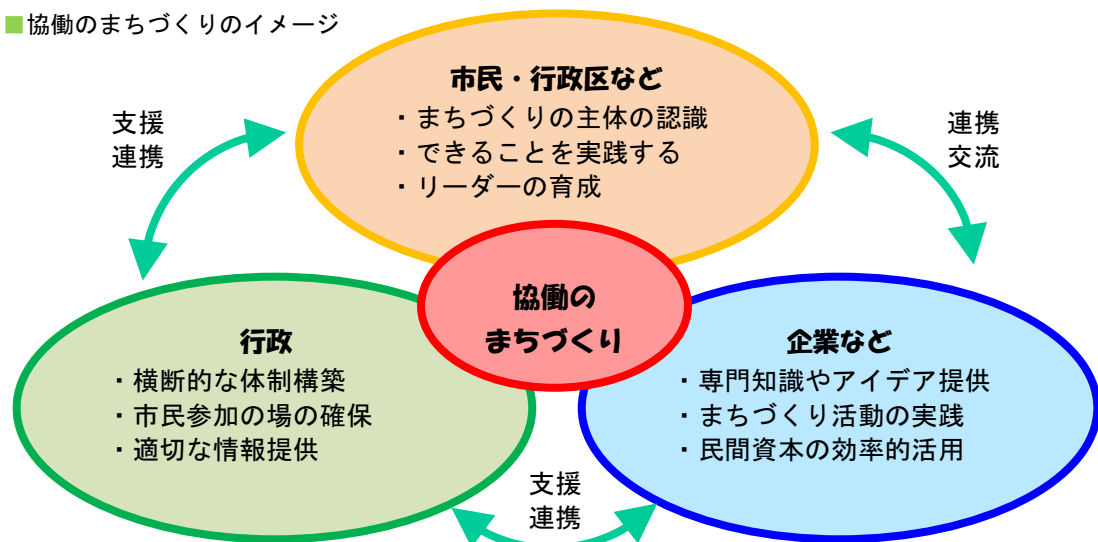 ■協働のまちづくりのイメージ
市民・行政区など
・まちづくりの主体の認識
・できることを実践する
・リーダーの育成
支援
連携
連携
交流
協働の
まちづくり
行政
・横断的な体制構築
・市民参加の場の確保
・適切な情報提供
企業など
・専門知識やアイデア提供
・まちづくり活動の実践
・民間資本の効率的活用
支援
連携